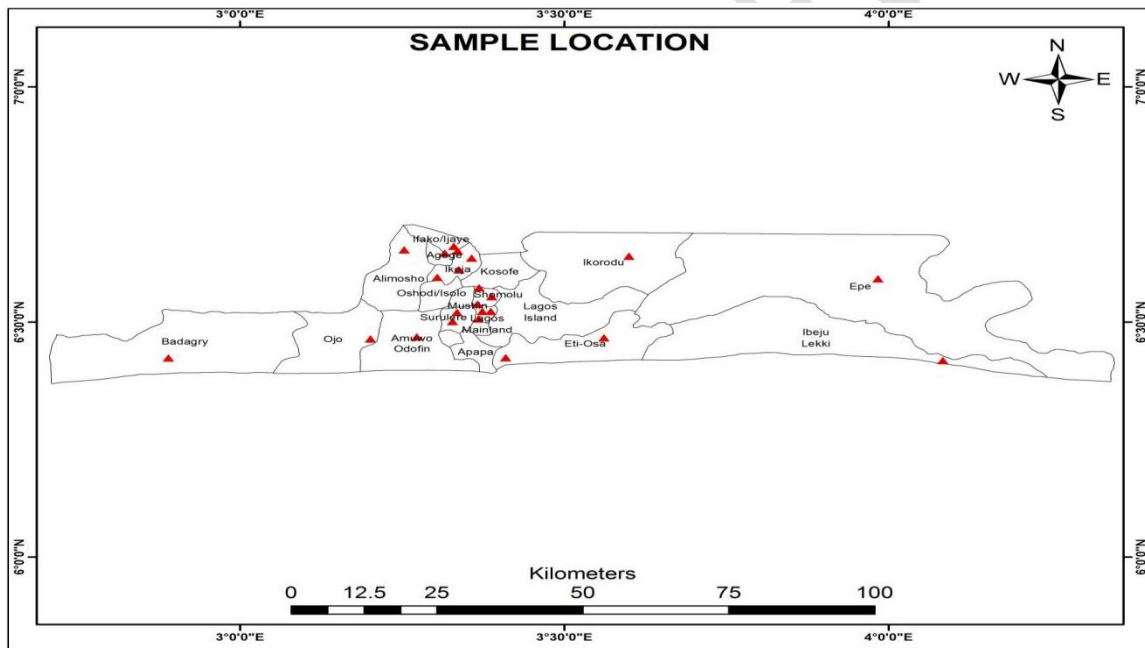 3°0'0"E 3°30'0"E 4°0'0"E
SAMPLE LOCATION
N
W E
S
7°0'0"N 7°0'0"N
Ifako/Ijaye
Agege
Ikeja
Kosofe
Ikorodu
Alimosho
Epe
Oshodi/Isolo
Shomolu
Mushin
Lagos
Island
Surulere
Lagos
Mainland
6°30'0"N 6°30'0"N
Badagry
Ojo
Amuwo
Odofin
Apapa
Eti-Osa
Ibeju
Lekki
6°0'0"N 6°0'0"N
Kilometers
0 12.5 25 50 75 100
3°0'0"E 3°30'0"E 4°0'0"E